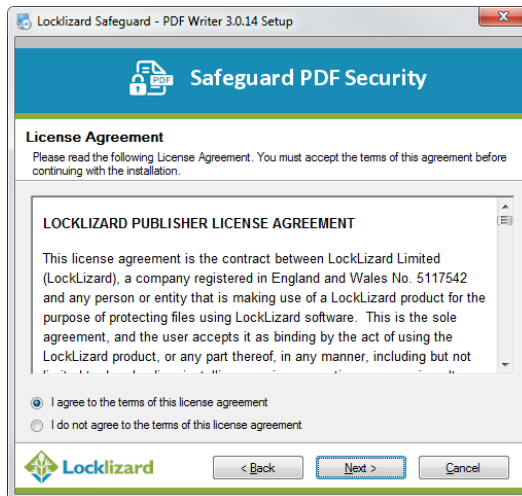 Locklizard Safeguard - PDF Writer 3.0.14 Setup
x
PDF
Safeguard PDF Security
License Agreement
Please read the following License Agreement. You must accept the terms of this agreement before
continuing with the installation.
LOCKLIZARD PUBLISHER LICENSE AGREEMENT
This license agreement is the contract between LockLizard Limited
(LockLizard), a company registered in England and Wales No. 5117542
and any person or entity that is making use of a LockLizard product for the
purpose of protecting files using LockLizard software. This is the sole
agreement, and the user accepts it as binding by the act of using the
LockLizard product, or any part thereof, in any manner, including but not
I agree to the terms of this license agreement
I do not agree to the terms of this license agreement
Locklizard
< Back
Next >
Cancel